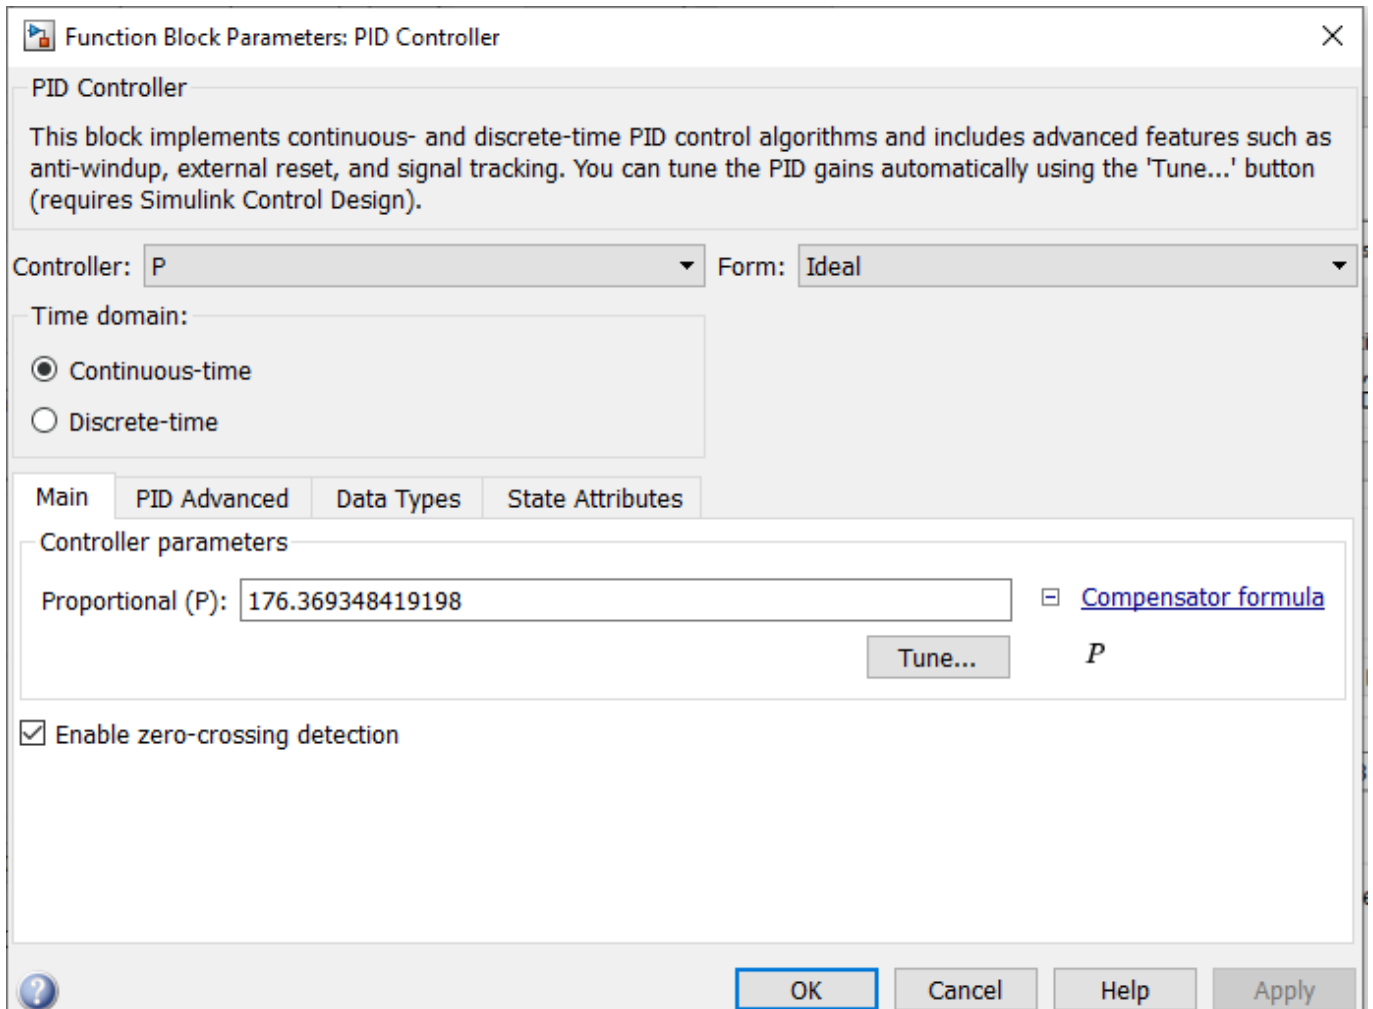 Function Block Parameters: PID Controller
PID Controller
This block implements continuous- and discrete-time PID control algorithms and includes advanced features such as
anti-windup, external reset, and signal tracking. You can tune the PID gains automatically using the 'Tune...' button
(requires Simulink Control Design).
Controller: P Form: Ideal
Time domain:
Continuous-time
Discrete-time
Main PID Advanced Data Types State Attributes
Controller parameters
Proportional (P): 176.369348419198 Compensator formula
Tune... P
Enable zero-crossing detection
? OK Cancel Help Apply